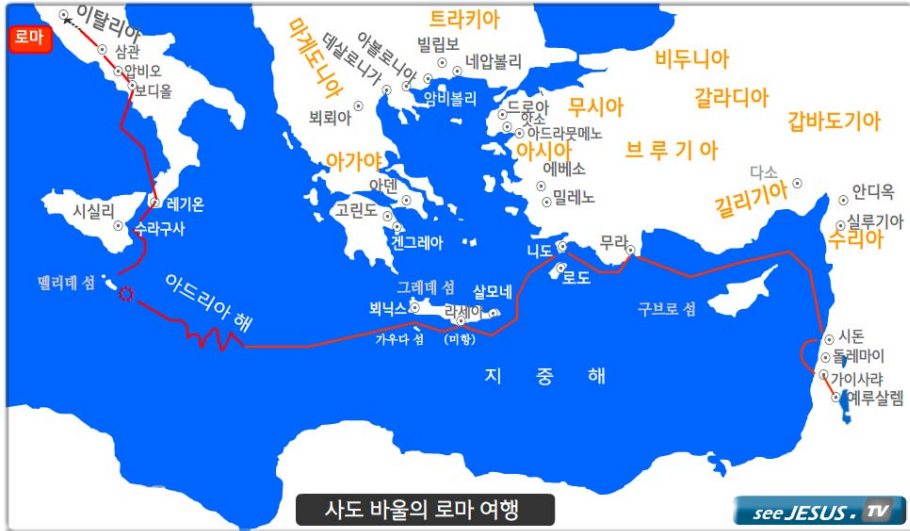 이탈리아
로마
삼관
압비오
보디올
시실리
레기온
수라구사
멜리데 섬
아드리아 해
트라키아
마게도니아
데살로니가
아볼로니아
빌립보
네압볼리
암비볼리
뵈뢰아
아가야
아덴
고린도
겐그레아
비두니아
갈라디아
갑바도기아
무시아
드로아
앗소
아드라뭇메노
아시아
브루기아
에베소
밀레노
다소
길리기아
안디옥
실루기아
수리아
니도
무라
로도
그레데 섬
뵈닉스
라세아
살모네
가우다 섬
(미항)
구브로 섬
시돈
돌레마이
가이사랴
예루살렘
지 중 해
사도 바울의 로마 여행
see JESUS. TV